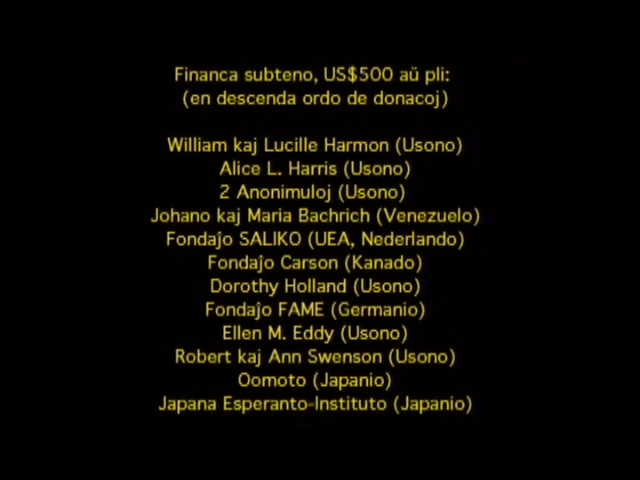 Financa subteno, US$500 aŭ pli:
(en descenda ordo de donacoj)
William kaj Lucille Harmon (Usono)
Alice L. Harris (Usono)
2 Anonimuloj (Usono)
Johano kaj Maria Bachrich (Venezuelo)
Fondaĵo SALIKO (UEA, Nederlando)
Fondaĵo Carson (Kanado)
Dorothy Holland (Usono)
Fondaĵo FAME (Germanio)
Ellen M. Eddy (Usono)
Robert kaj Ann Swenson (Usono)
Oomoto (Japanio)
Japana Esperanto-Instituto (Japanio)